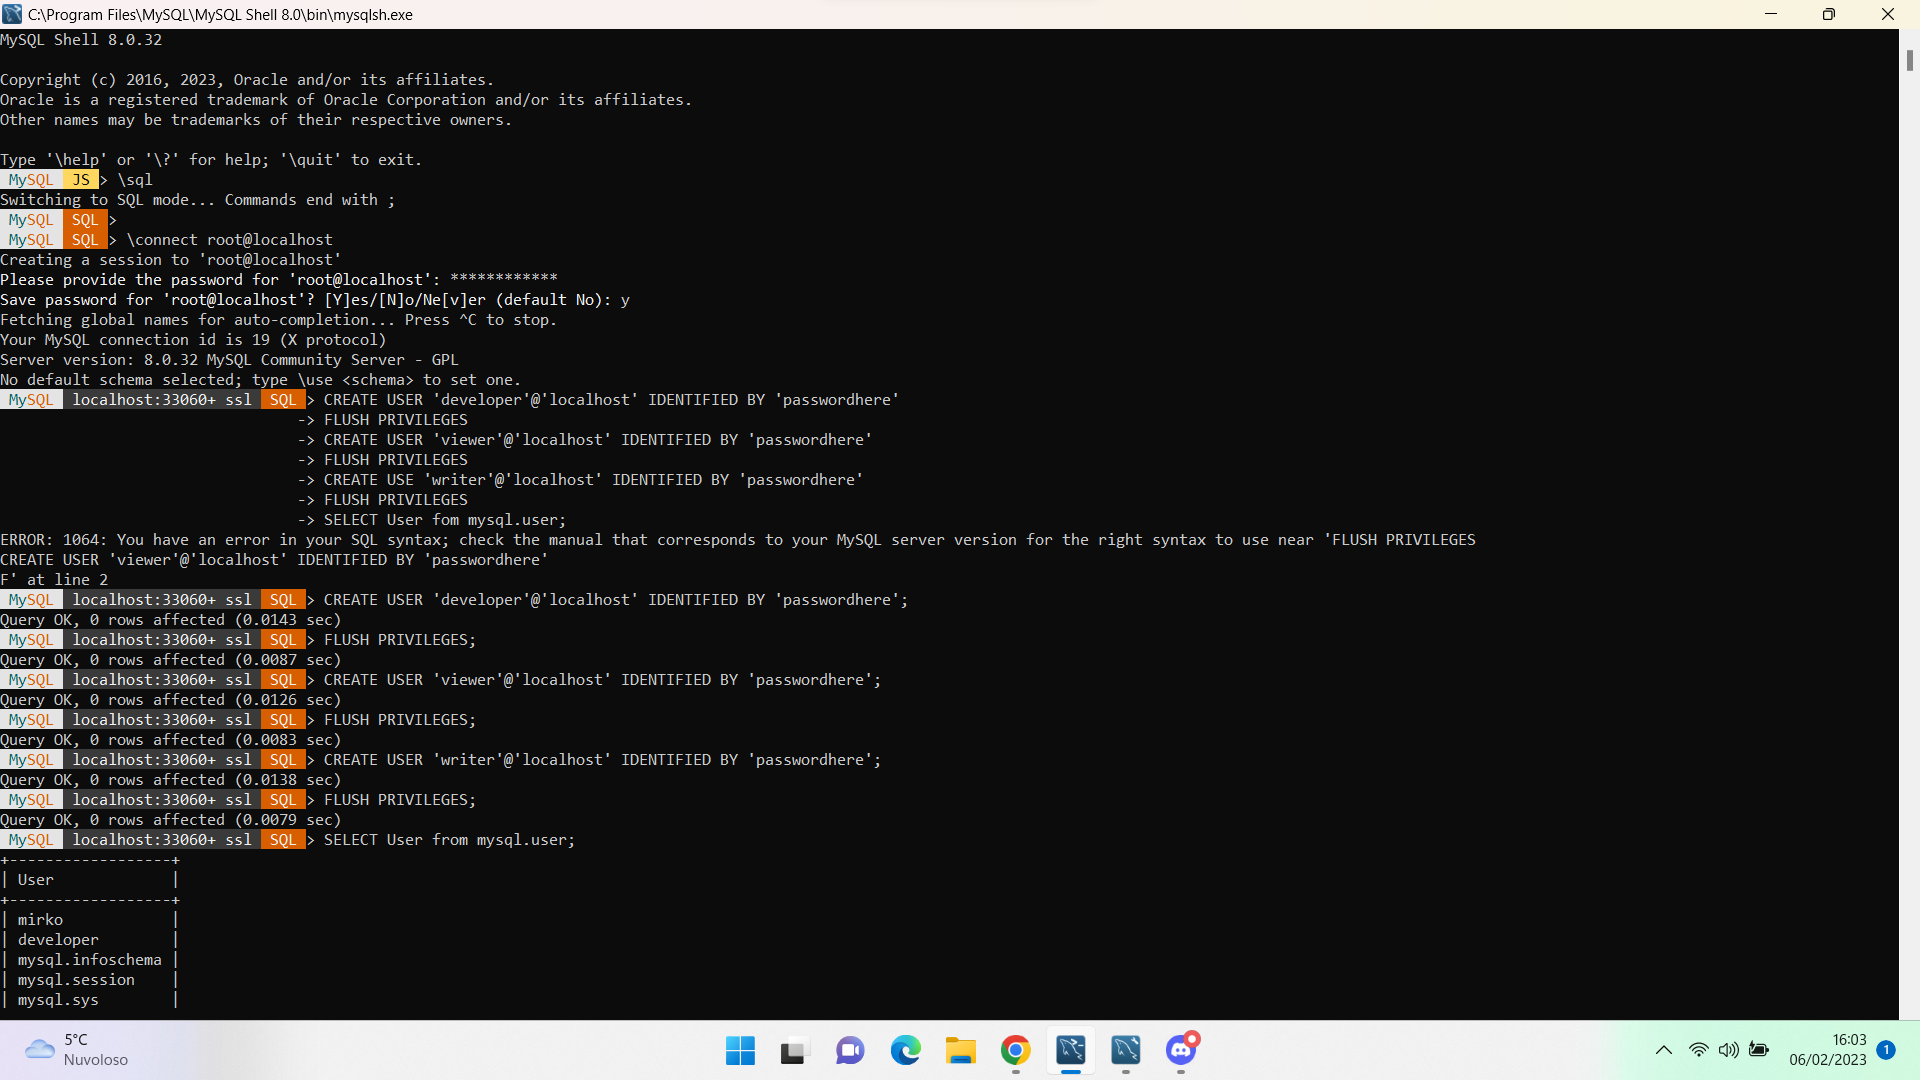 C:\Program Files\MySQL\MySQL Shell 8.0\bin\mysqlsh.exe
MySQL Shell 8.0.32
Copyright (c) 2016, 2023, Oracle and/or its affiliates.
Oracle is a registered trademark of Oracle Corporation and/or its affiliates.
Other names may be trademarks of their respective owners.
Type '\help' or '\?' for help; '\quit' to exit.
MySQL JS > \sql
Switching to SQL mode... Commands end with ;
MySQL SQL >
MySQL SQL > \connect root@localhost
Creating a session to 'root@localhost'
Please provide the password for 'root@localhost': ************
Save password for 'root@localhost'? [Y]es/[N]o/Ne[v]er (default No): y
Fetching global names for auto-completion... Press ^C to stop.
Your MySQL connection id is 19 (X protocol)
Server version: 8.0.32 MySQL Community Server - GPL
No default schema selected; type \use <schema> to set one.
MySQL localhost:33060+ ssl SQL > CREATE USER 'developer'@'localhost' IDENTIFIED BY 'passwordhere'
-> FLUSH PRIVILEGES
-> CREATE USER 'viewer'@'localhost' IDENTIFIED BY 'passwordhere'
-> FLUSH PRIVILEGES
-> CREATE USE 'writer'@'localhost' IDENTIFIED BY 'passwordhere'
-> FLUSH PRIVILEGES
-> SELECT User fom mysql.user;
ERROR: 1064: You have an error in your SQL syntax; check the manual that corresponds to your MySQL server version for the right syntax to use near 'FLUSH PRIVILEGES
CREATE USER 'viewer'@'localhost' IDENTIFIED BY 'passwordhere'
F' at line 2
MySQL localhost:33060+ ssl SQL > CREATE USER 'developer'@'localhost' IDENTIFIED BY 'passwordhere';
Query OK, 0 rows affected (0.0143 sec)
MySQL localhost:33060+ ssl SQL > FLUSH PRIVILEGES;
Query OK, 0 rows affected (0.0087 sec)
MySQL localhost:33060+ ssl SQL > CREATE USER 'viewer'@'localhost' IDENTIFIED BY 'passwordhere';
Query OK, 0 rows affected (0.0126 sec)
MySQL localhost:33060+ ssl SQL > FLUSH PRIVILEGES;
Query OK, 0 rows affected (0.0083 sec)
MySQL localhost:33060+ ssl SQL > CREATE USER 'writer'@'localhost' IDENTIFIED BY 'passwordhere';
Query OK, 0 rows affected (0.0138 sec)
MySQL localhost:33060+ ssl SQL > FLUSH PRIVILEGES;
Query OK, 0 rows affected (0.0079 sec)
MySQL localhost:33060+ ssl SQL > SELECT User from mysql.user;
+------------------+
| User             |
+------------------+
| mirko            |
| developer        |
| mysql.infoschema |
| mysql.session    |
| mysql.sys        |
5°C
Nuvoloso
16:03
06/02/2023
1